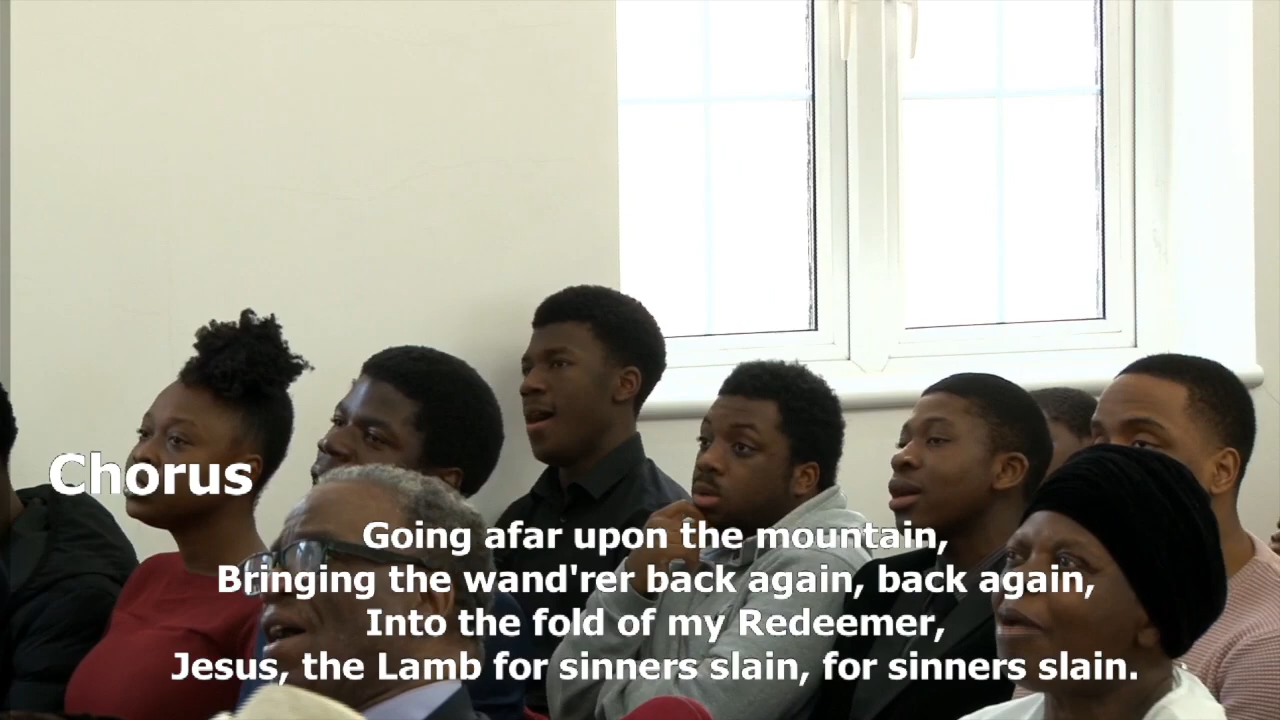 Chorus
Going afar upon the mountain,
Bringing the wand'rer back again, back again,
Into the fold of my Redeemer,
Jesus, the Lamb for sinners slain, for sinners slain.